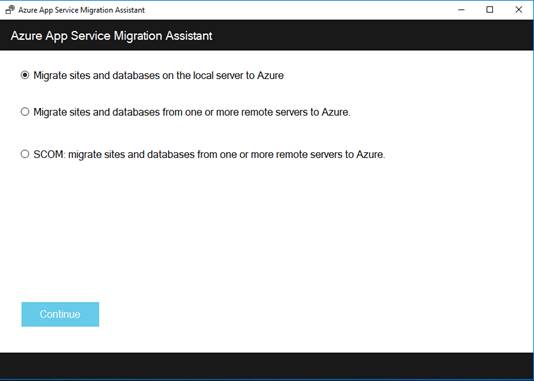 Azure App Service Migration Assistant
Azure App Service Migration Assistant
Migrate sites and databases on the local server to Azure
Migrate sites and databases from one or more remote servers to Azure.
SCOM: migrate sites and databases from one or more remote servers to Azure.
Continue